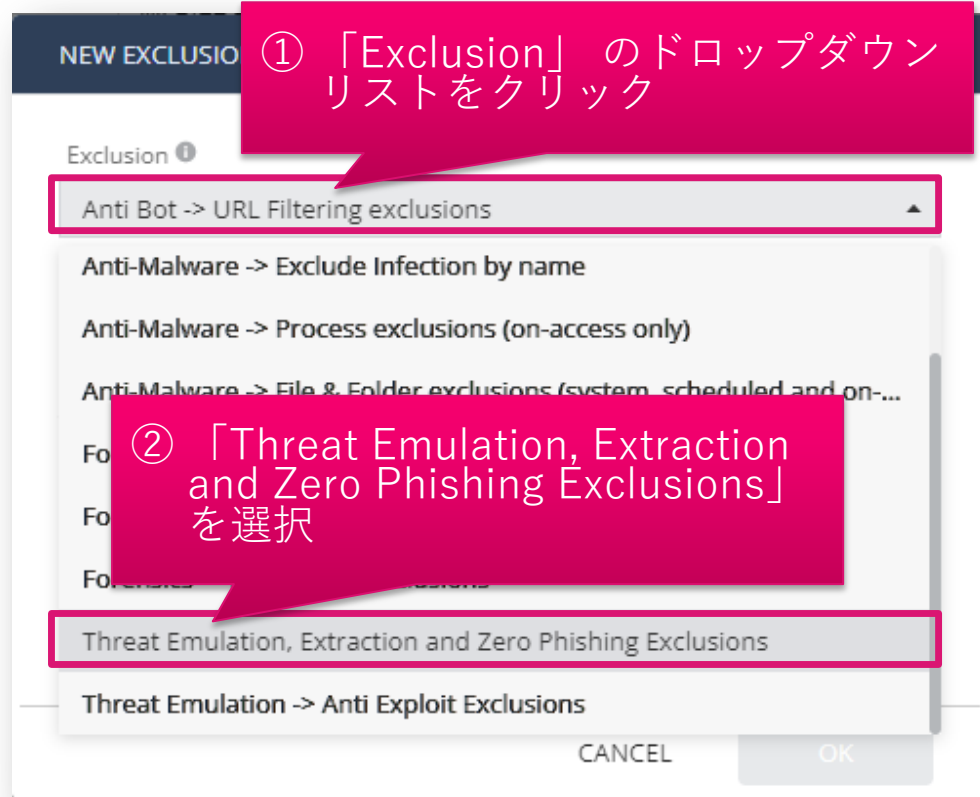 NEW EXCLUSIO
① 「Exclusion」 のドロップダウン
リストをクリック
Exclusion
Anti Bot -> URL Filtering exclusions
Anti-Malware -> Exclude Infection by name
Anti-Malware -> Process exclusions (on-access only)
Anti-Malware -> File & Folder exclusions (system, scheduled and on-...
② 「Threat Emulation, Extraction
and Zero Phishing Exclusions」
を選択
Fo
Fo
Forensics
Threat Emulation, Extraction and Zero Phishing Exclusions
Threat Emulation -> Anti Exploit Exclusions
CANCEL
OK